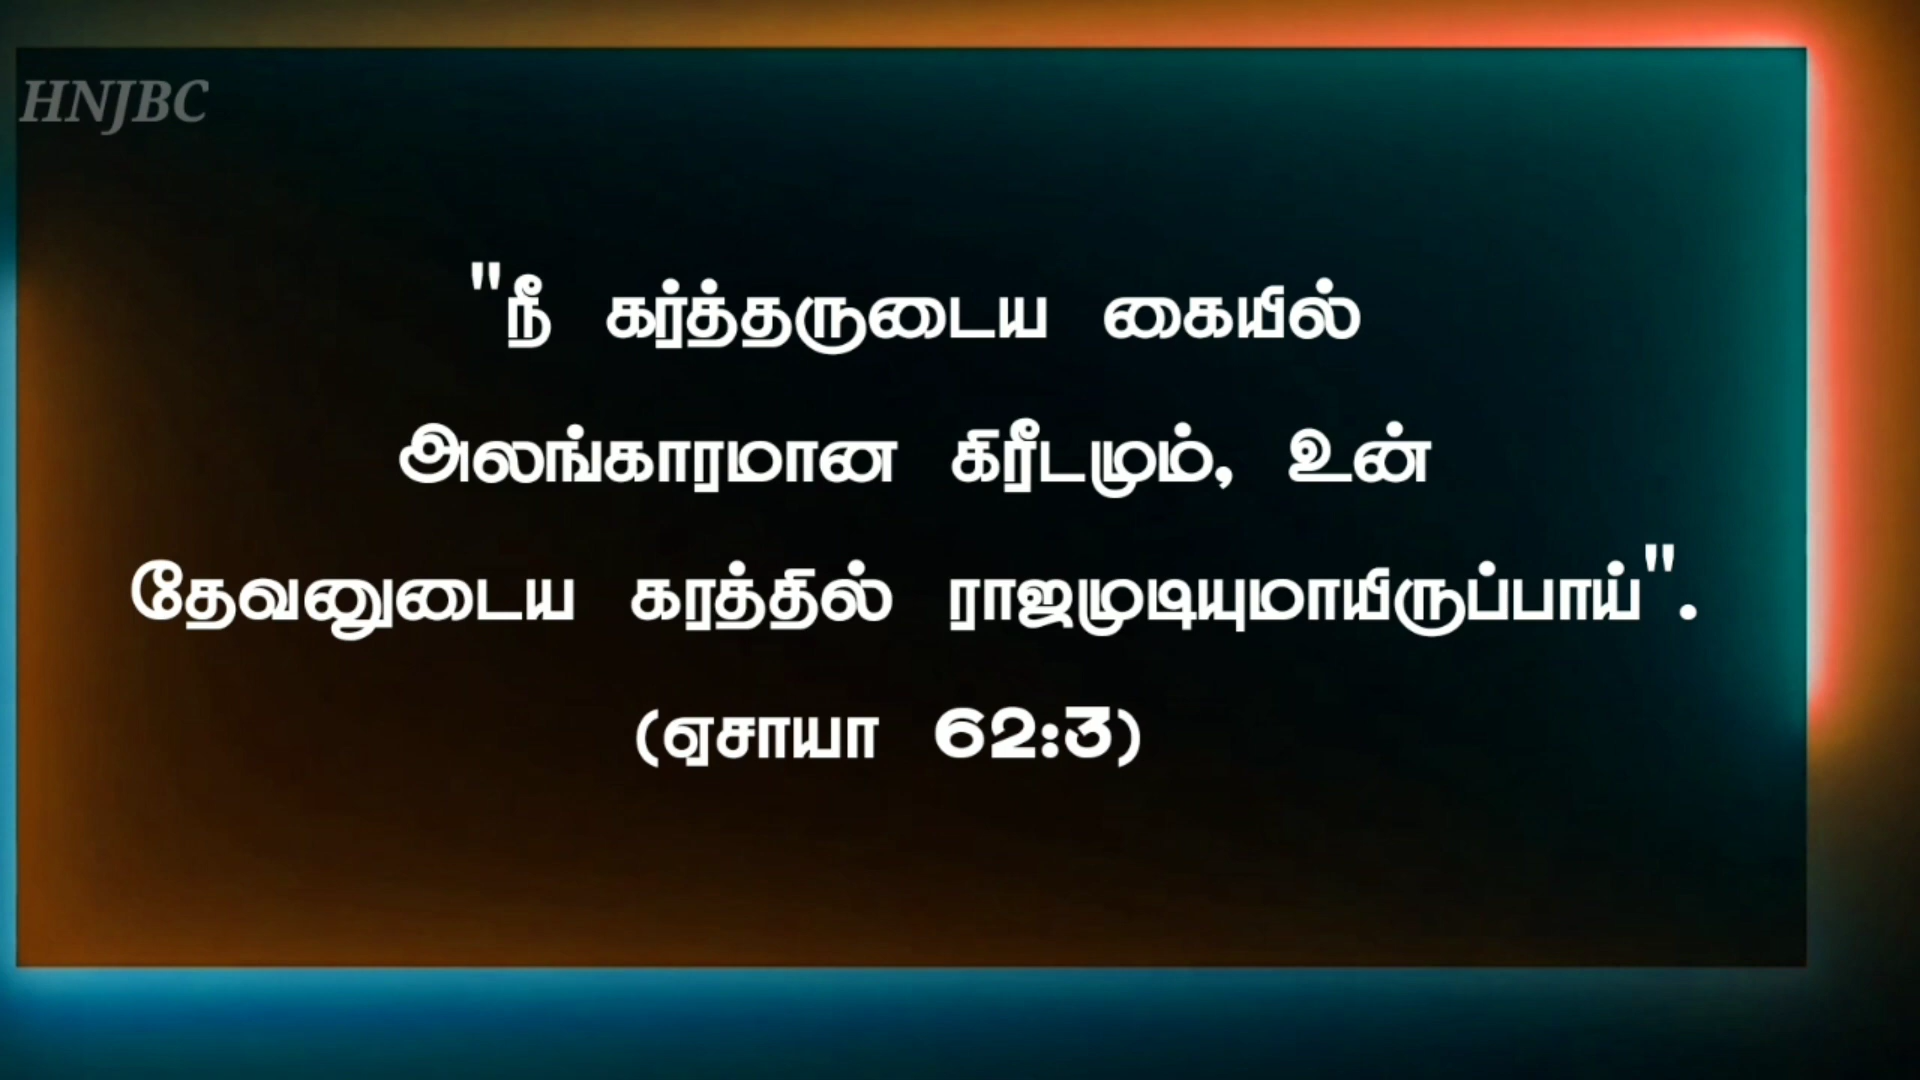 HNJBC
"நீ கர்த்தருடைய கையில்
அலங்காரமான கிரீடமும், உன்
தேவனுடைய கரத்தில் ராஜமுடியுமாயிருப்பாய்".
(ஏசாயா 62:3)